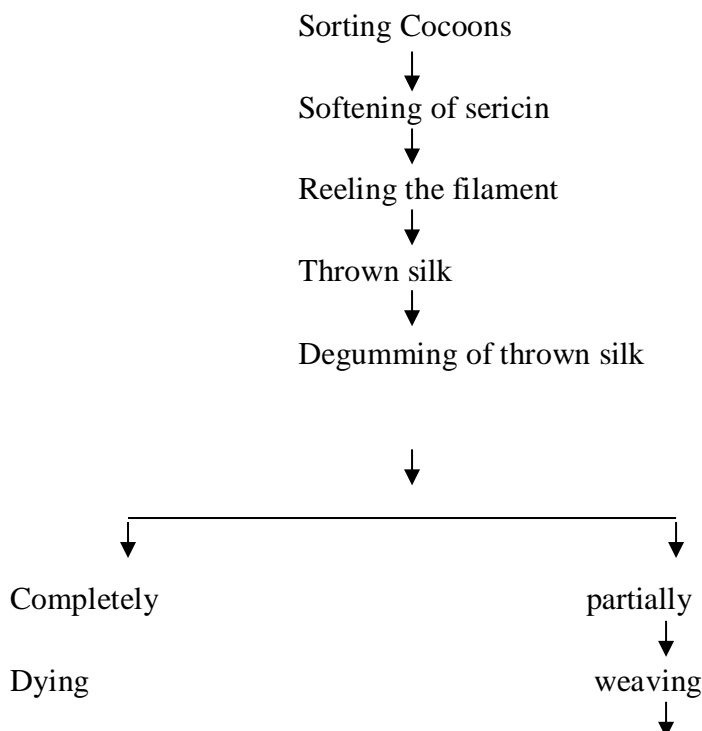 Sorting Cocoons
Softening of sericin
Reeling the filament
Thrown silk
Degumming of thrown silk
Completely partially
Dying weaving